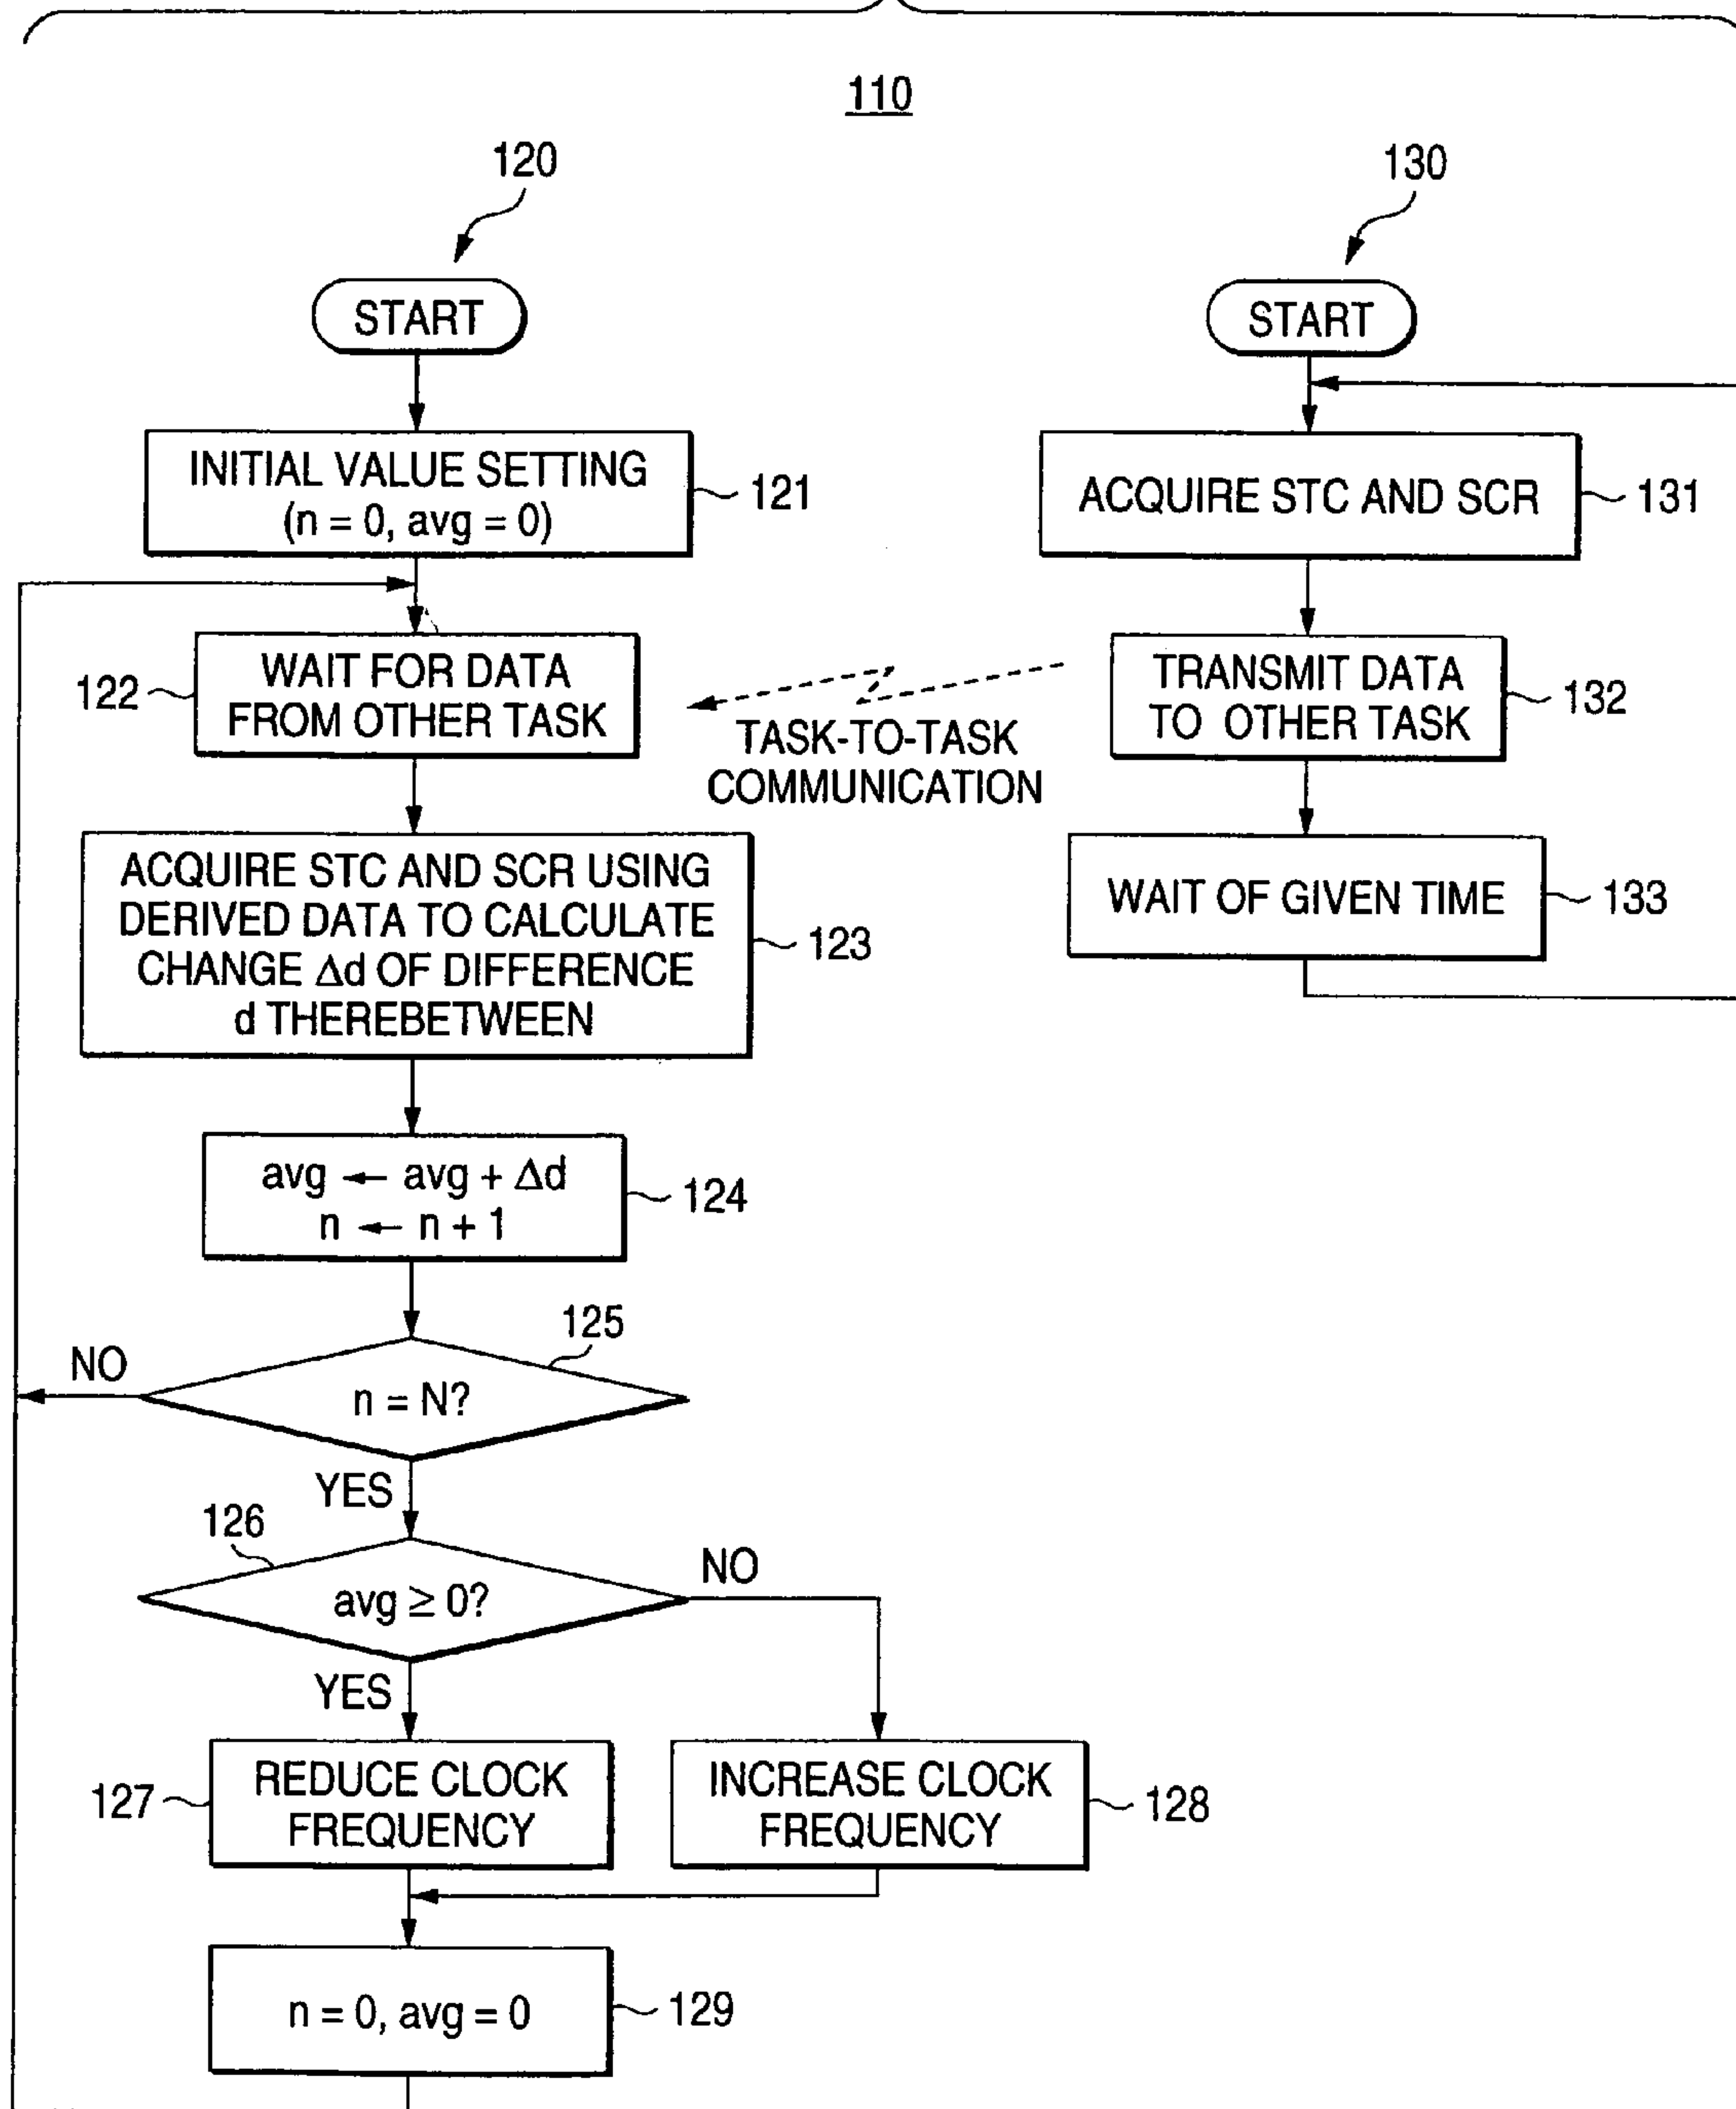 110
120
START
INITIAL VALUE SETTING
(n = 0, avg = 0)
121
122
WAIT FOR DATA
FROM OTHER TASK
ACQUIRE STC AND SCR USING
DERIVED DATA TO CALCULATE
CHANGE Δd OF DIFFERENCE
d THEREBETWEEN
123
avg ← avg + Δd
n ← n + 1
124
125
NO
n = N?
YES
126
avg ≥ 0?
NO
YES
127
REDUCE CLOCK
FREQUENCY
INCREASE CLOCK
FREQUENCY
128
n = 0, avg = 0
129
TASK-TO-TASK
COMMUNICATION
130
START
ACQUIRE STC AND SCR
131
TRANSMIT DATA
TO OTHER TASK
132
WAIT OF GIVEN TIME
133